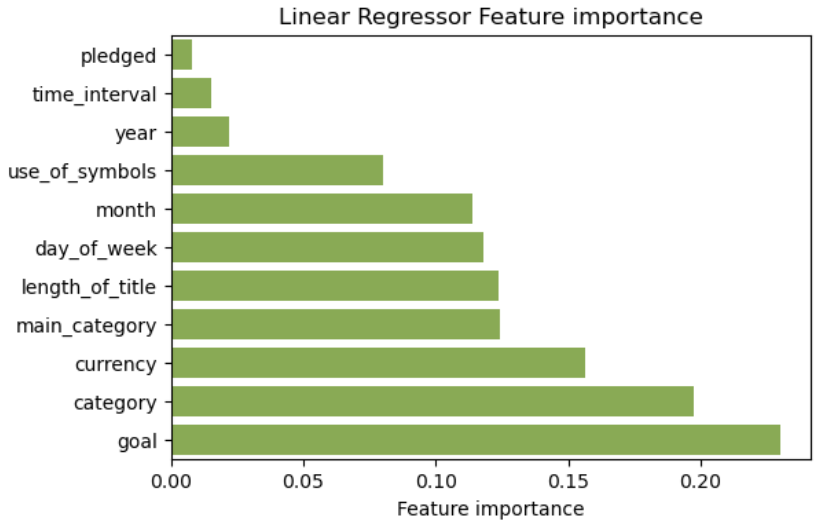 Linear Regressor Feature importance
pledged
time_interval
year
use_of_symbols
month
day_of_week
length_of_title
main_category
currency
category
goal
0.00 0.05 0.10 0.15 0.20
Feature importance